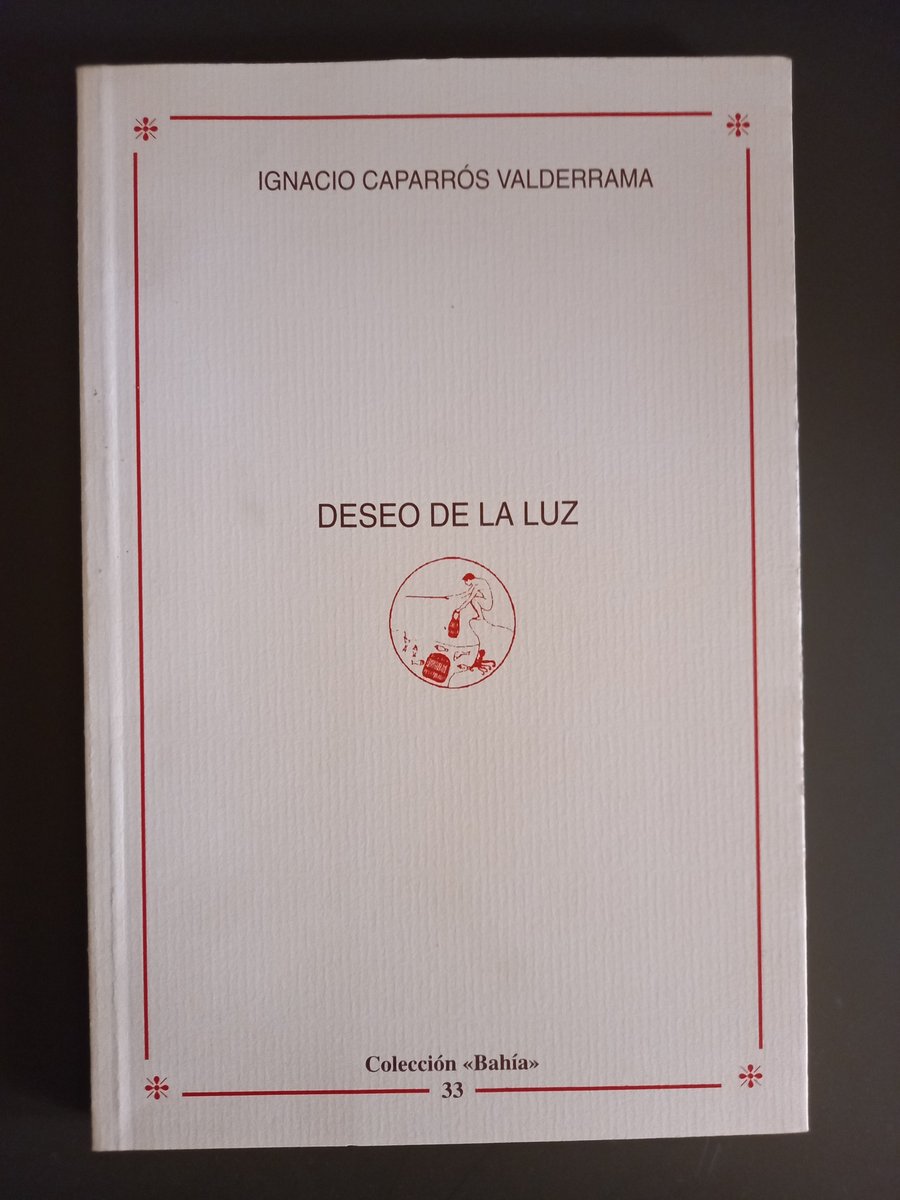 IGNACIO CAPARRÓS VALDERRAMA
DESEO DE LA LUZ
Colección «Bahía»
33